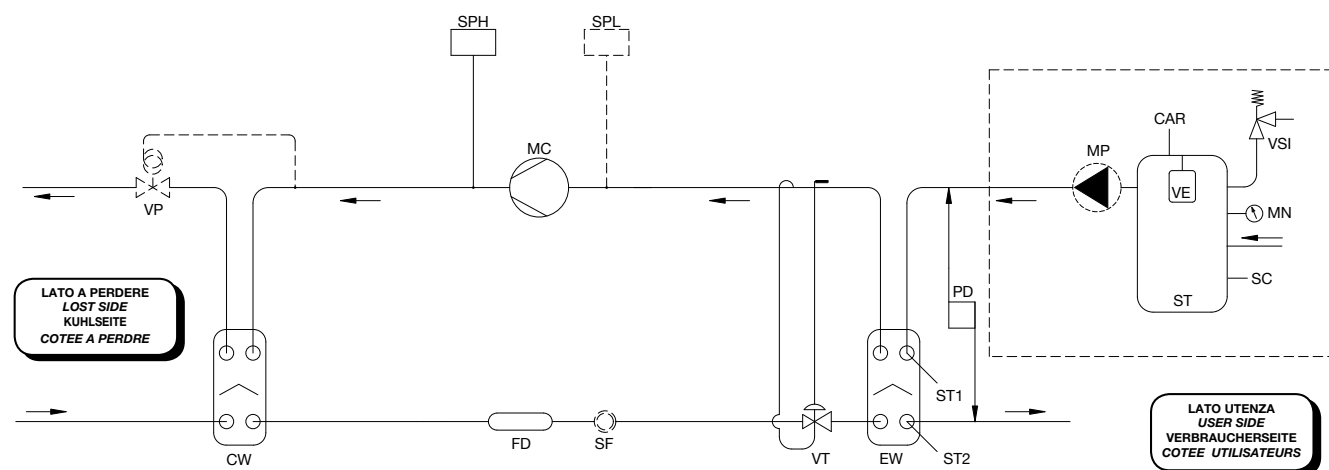 SPH
SPL
CAR
MC
MP
VSI
VE
VP
MN
LATO A PERDERE
LOST SIDE
KUHLSEITE
COTEE A PERDRE
PD
SC
ST
ST1
LATO UTENZA
USER SIDE
VERBRAUCHERSEITE
COTEE UTILISATEURS
CW
FD
SF
VT
EW
ST2